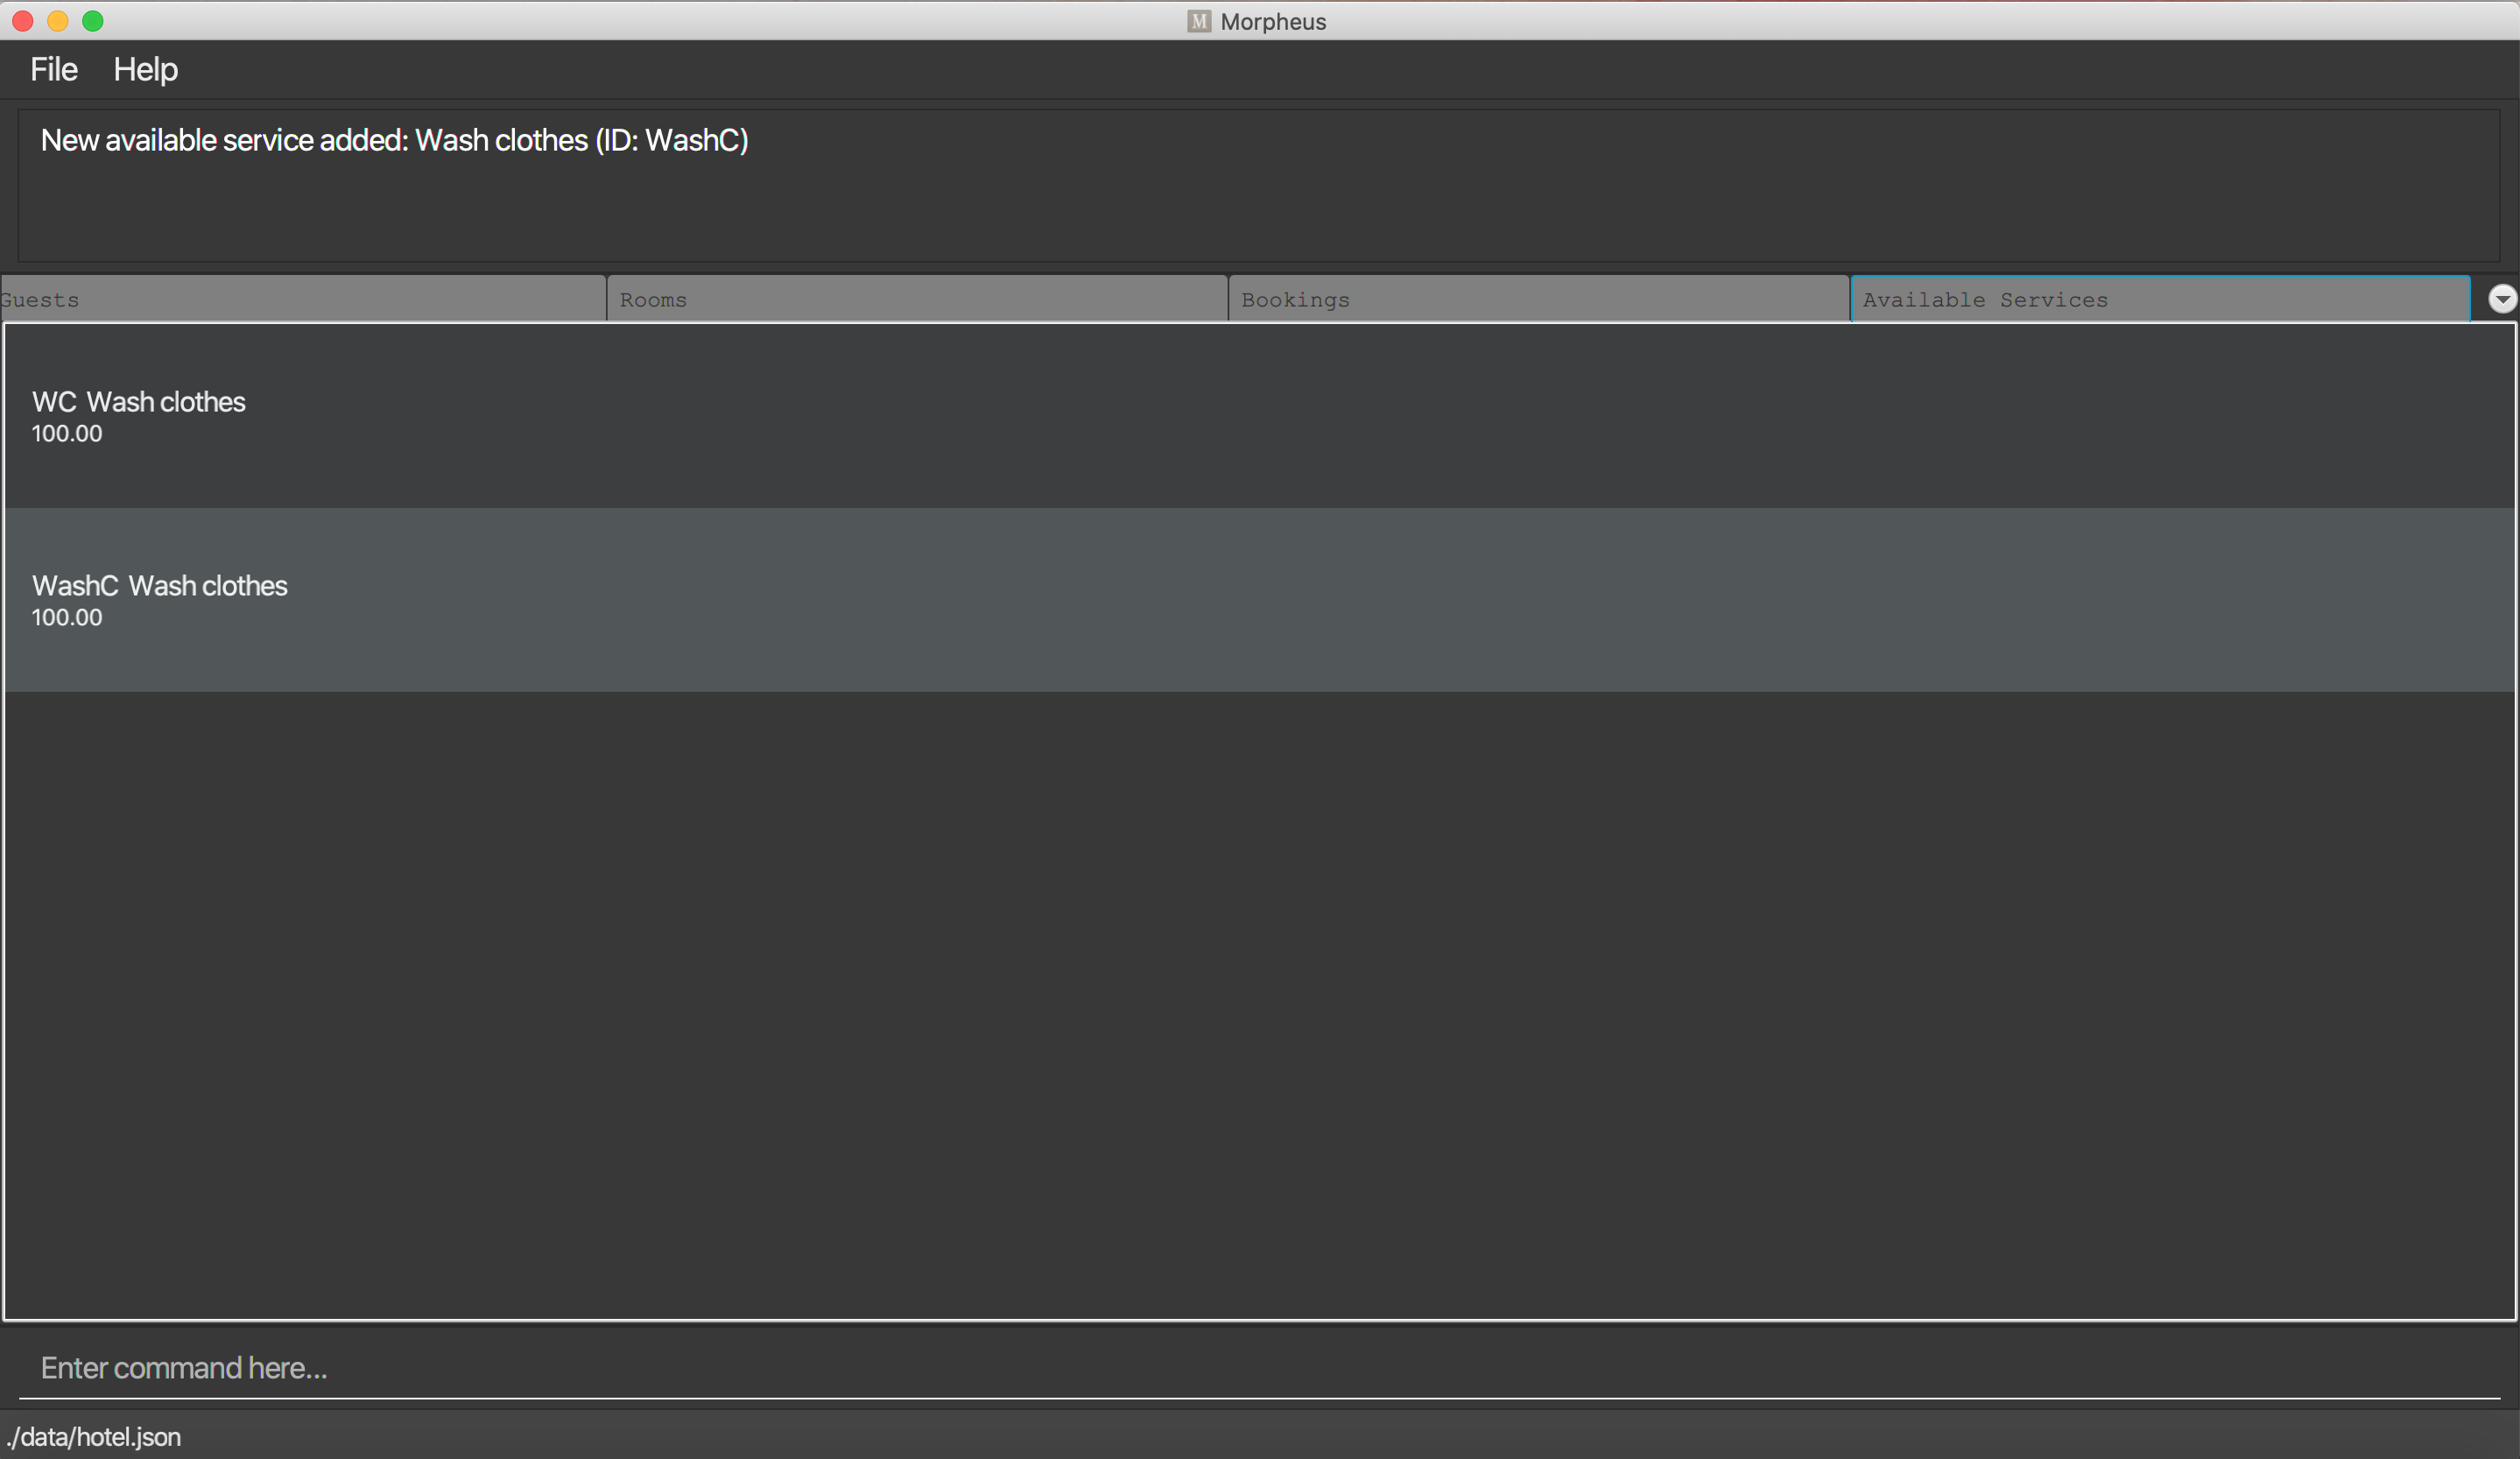 M Morpheus
File Help
New available service added: Wash clothes (ID: WashC)
Guests Rooms Bookings Available Services
WC Wash clothes
100.00
WashC Wash clothes
100.00
Enter command here...
./data/hotel.json